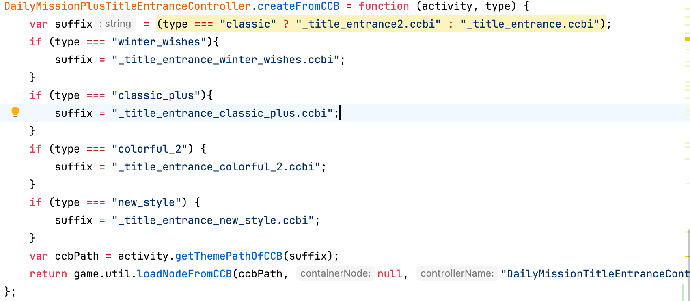 DailyMissionPlusTitleEntranceController.createFromCCB = function (activity, type) {
var suffix : string = (type === "classic" ? "_title_entrance2.ccbi" : "_title_entrance.ccbi");
if (type === "winter_wishes"){
suffix = "_title_entrance_winter_wishes.ccbi";
}
if (type === "classic_plus"){
suffix = "_title_entrance_classic_plus.ccbi";
}
if (type === "colorful_2") {
suffix = "_title_entrance_colorful_2.ccbi";
}
if (type === "new_style") {
suffix = "_title_entrance_new_style.ccbi";
}
var ccbPath = activity.getThemePathOfCCB(suffix);
return game.util.loadNodeFromCCB(ccbPath, containerNode: null, controllerName: "DailyMissionTitleEntranceCont
};